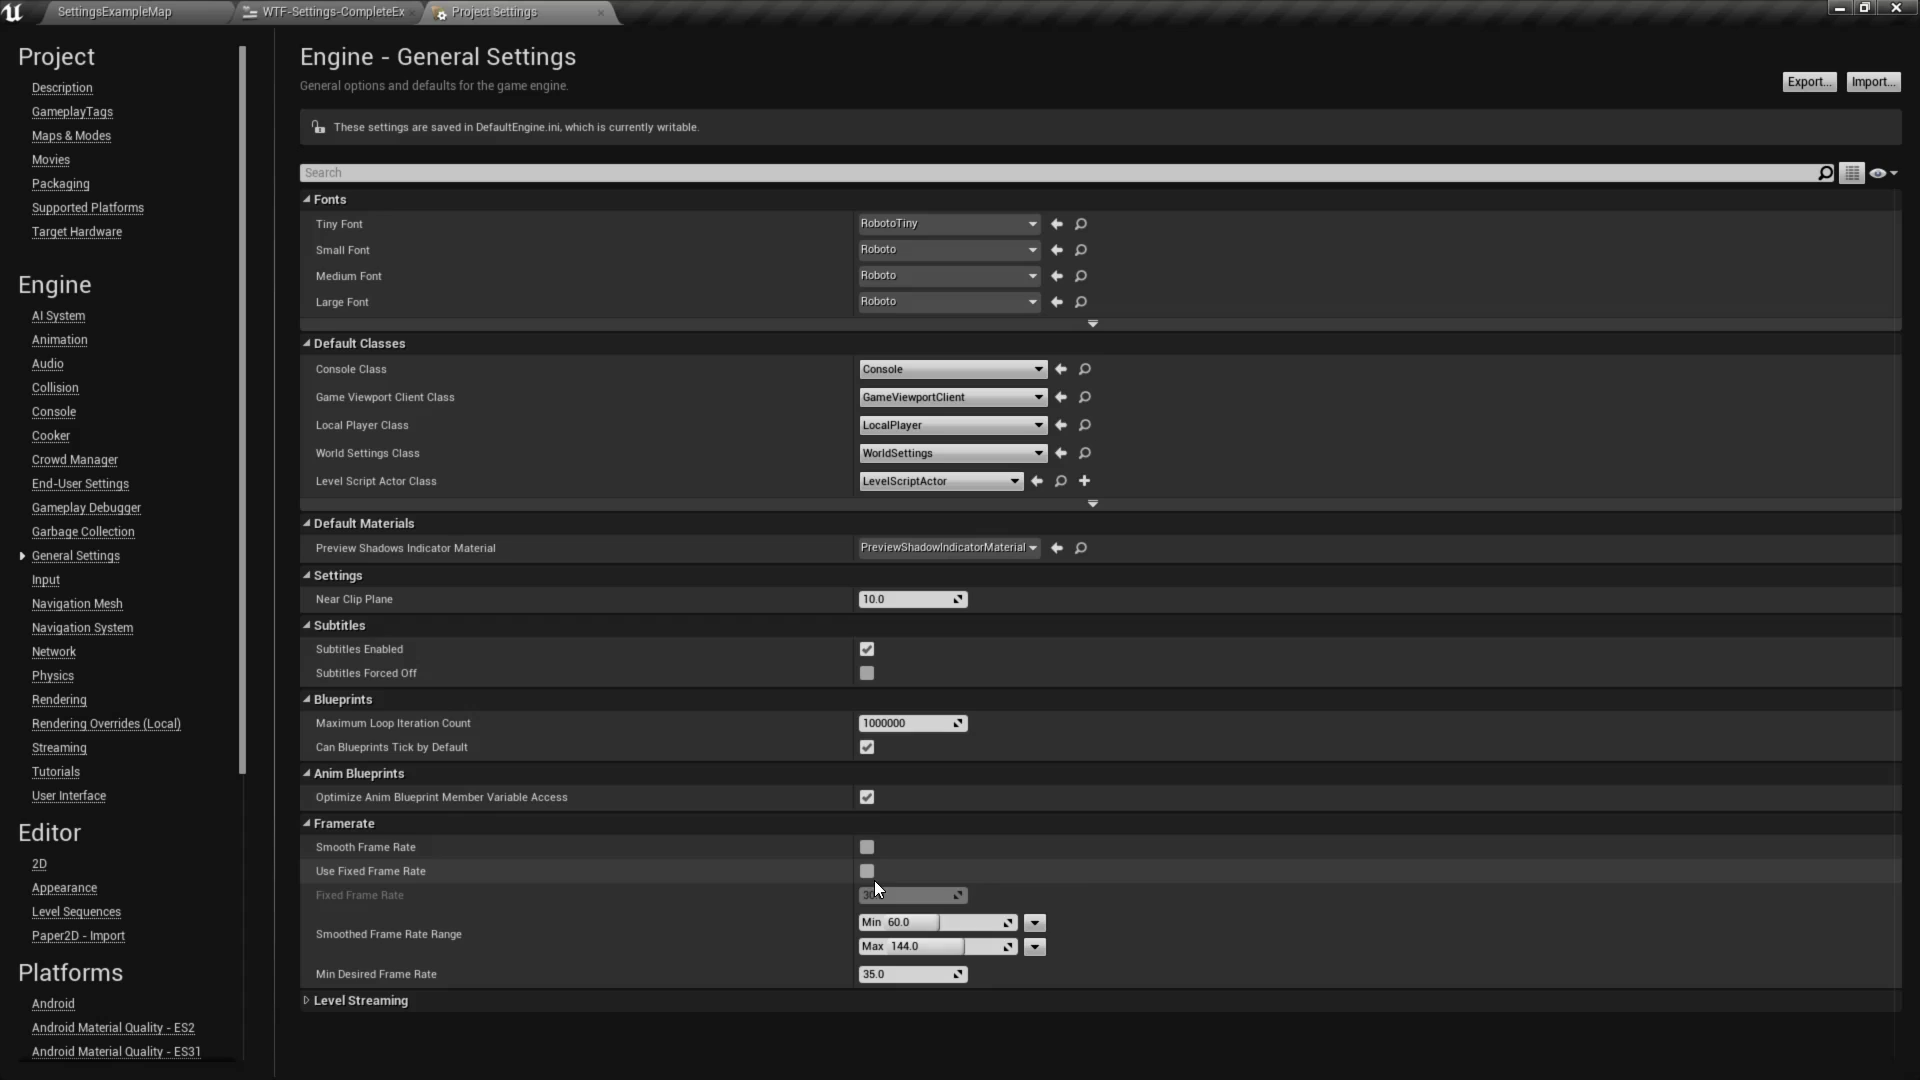 SettingsExampleMap
WTF-Settings-CompleteEx
Project Settings
Project
Description
GameplayTags
Maps & Modes
Movies
Packaging
Supported Platforms
Target Hardware
Engine
AI System
Animation
Audio
Collision
Console
Cooker
Crowd Manager
End-User Settings
Gameplay Debugger
Garbage Collection
General Settings
Input
Navigation Mesh
Navigation System
Network
Physics
Rendering
Rendering Overrides (Local)
Streaming
Tutorials
User Interface
Editor
2D
Appearance
Level Sequences
Paper2D - Import
Platforms
Android
Android Material Quality - ES2
Android Material Quality - ES31
Engine - General Settings
General options and defaults for the game engine.
Export...
Import...
These settings are saved in DefaultEngine.ini, which is currently writable.
Search
Fonts
Tiny Font RobotoTiny
Small Font Roboto
Medium Font Roboto
Large Font Roboto
Default Classes
Console Class Console
Game Viewport Client Class GameViewportClient
Local Player Class LocalPlayer
World Settings Class WorldSettings
Level Script Actor Class LevelScriptActor
Default Materials
Preview Shadows Indicator Material PreviewShadowIndicatorMaterial
Settings
Near Clip Plane 10.0
Subtitles
Subtitles Enabled
Subtitles Forced Off
Blueprints
Maximum Loop Iteration Count 1000000
Can Blueprints Tick by Default
Anim Blueprints
Optimize Anim Blueprint Member Variable Access
Framerate
Smooth Frame Rate
Use Fixed Frame Rate
Fixed Frame Rate
Smoothed Frame Rate Range
Min 60.0
Max 144.0
Min Desired Frame Rate 35.0
Level Streaming